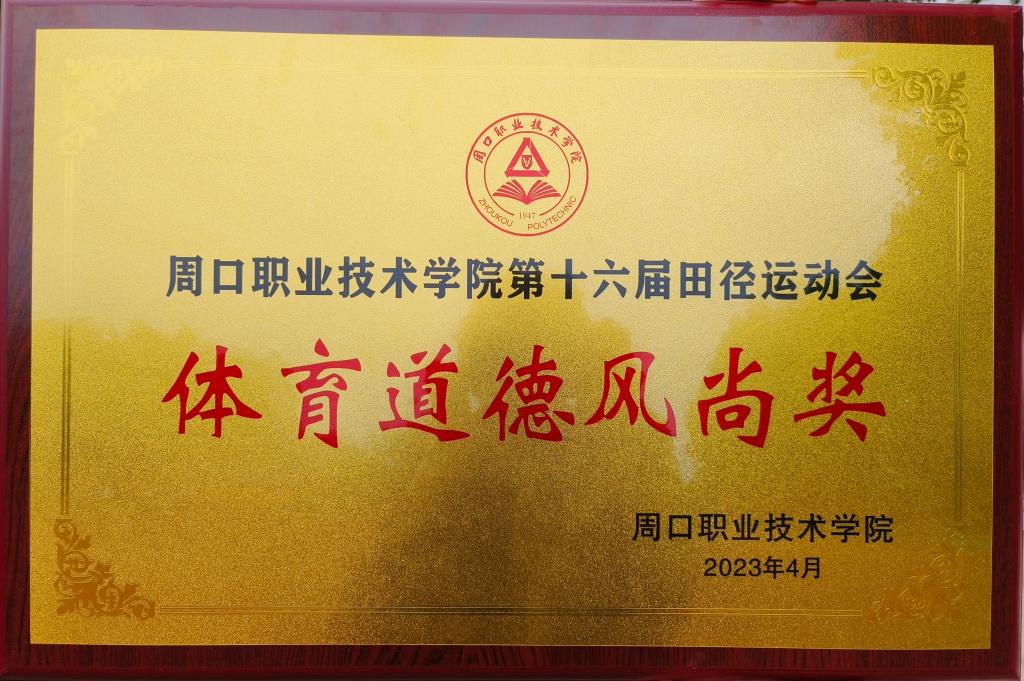 周口职业技术学院
1947
ZHOUKOU POLYTECHNIC
周口职业技术学院第十六届田径运动会
体育道德风尚奖
周口职业技术学院
2023年4月